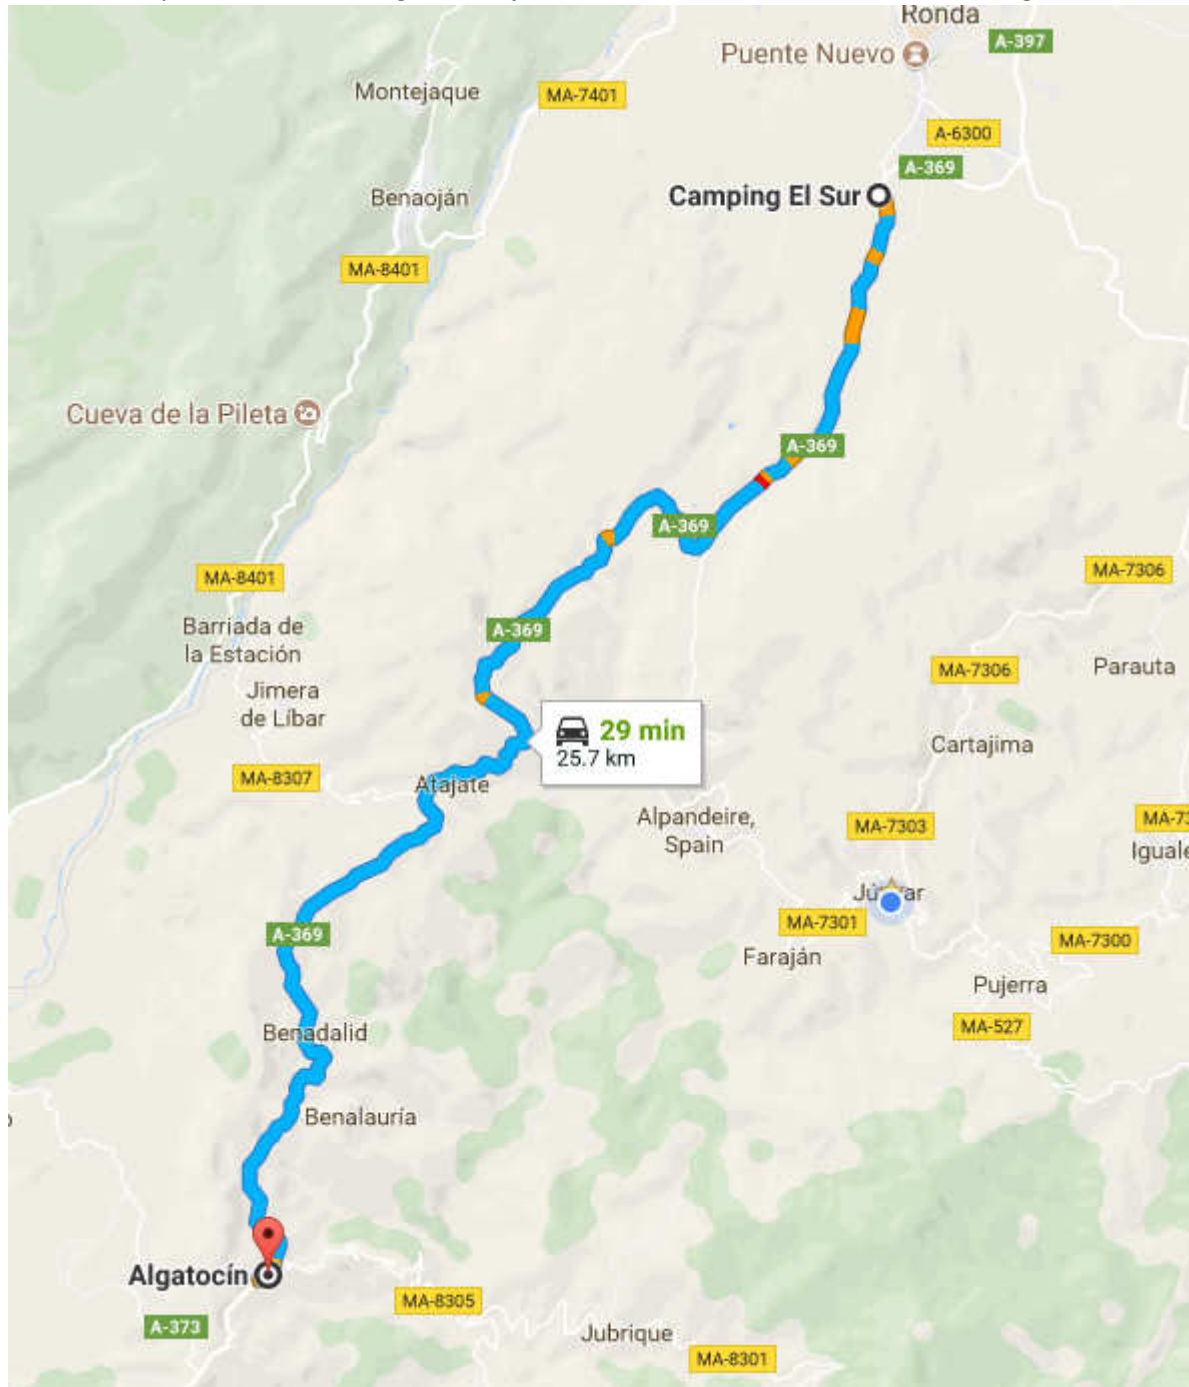 Ronda
A-397
Puente Nuevo
Montejaque
MA-7401
A-6300
A-369
Camping El Sur
Benaoján
MA-8401
Cueva de la Pileta
A-369
A-369
MA-8401
MA-7306
Barriada de
la Estación
A-369
MA-7306
Parauta
Jimera
de Líbar
29 min
25.7 km
Cartajima
MA-8307
Atajate
Alpandeire,
Spain
MA-7303
MA-73
Iguale
MA-7301
A-369
MA-7300
Faraján
Pujerra
MA-527
Benadalid
Benalauría
Algatocín
MA-8305
A-373
Jubrique
MA-8301